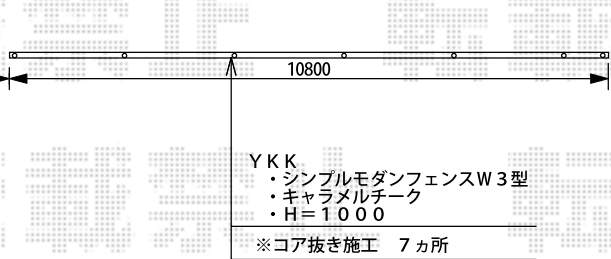 10800
ＹＫＫ
・シンプルモダンフェンスＷ３型
・キャラメルチーク
・Ｈ＝１０００
※コア抜き施工　７ヵ所